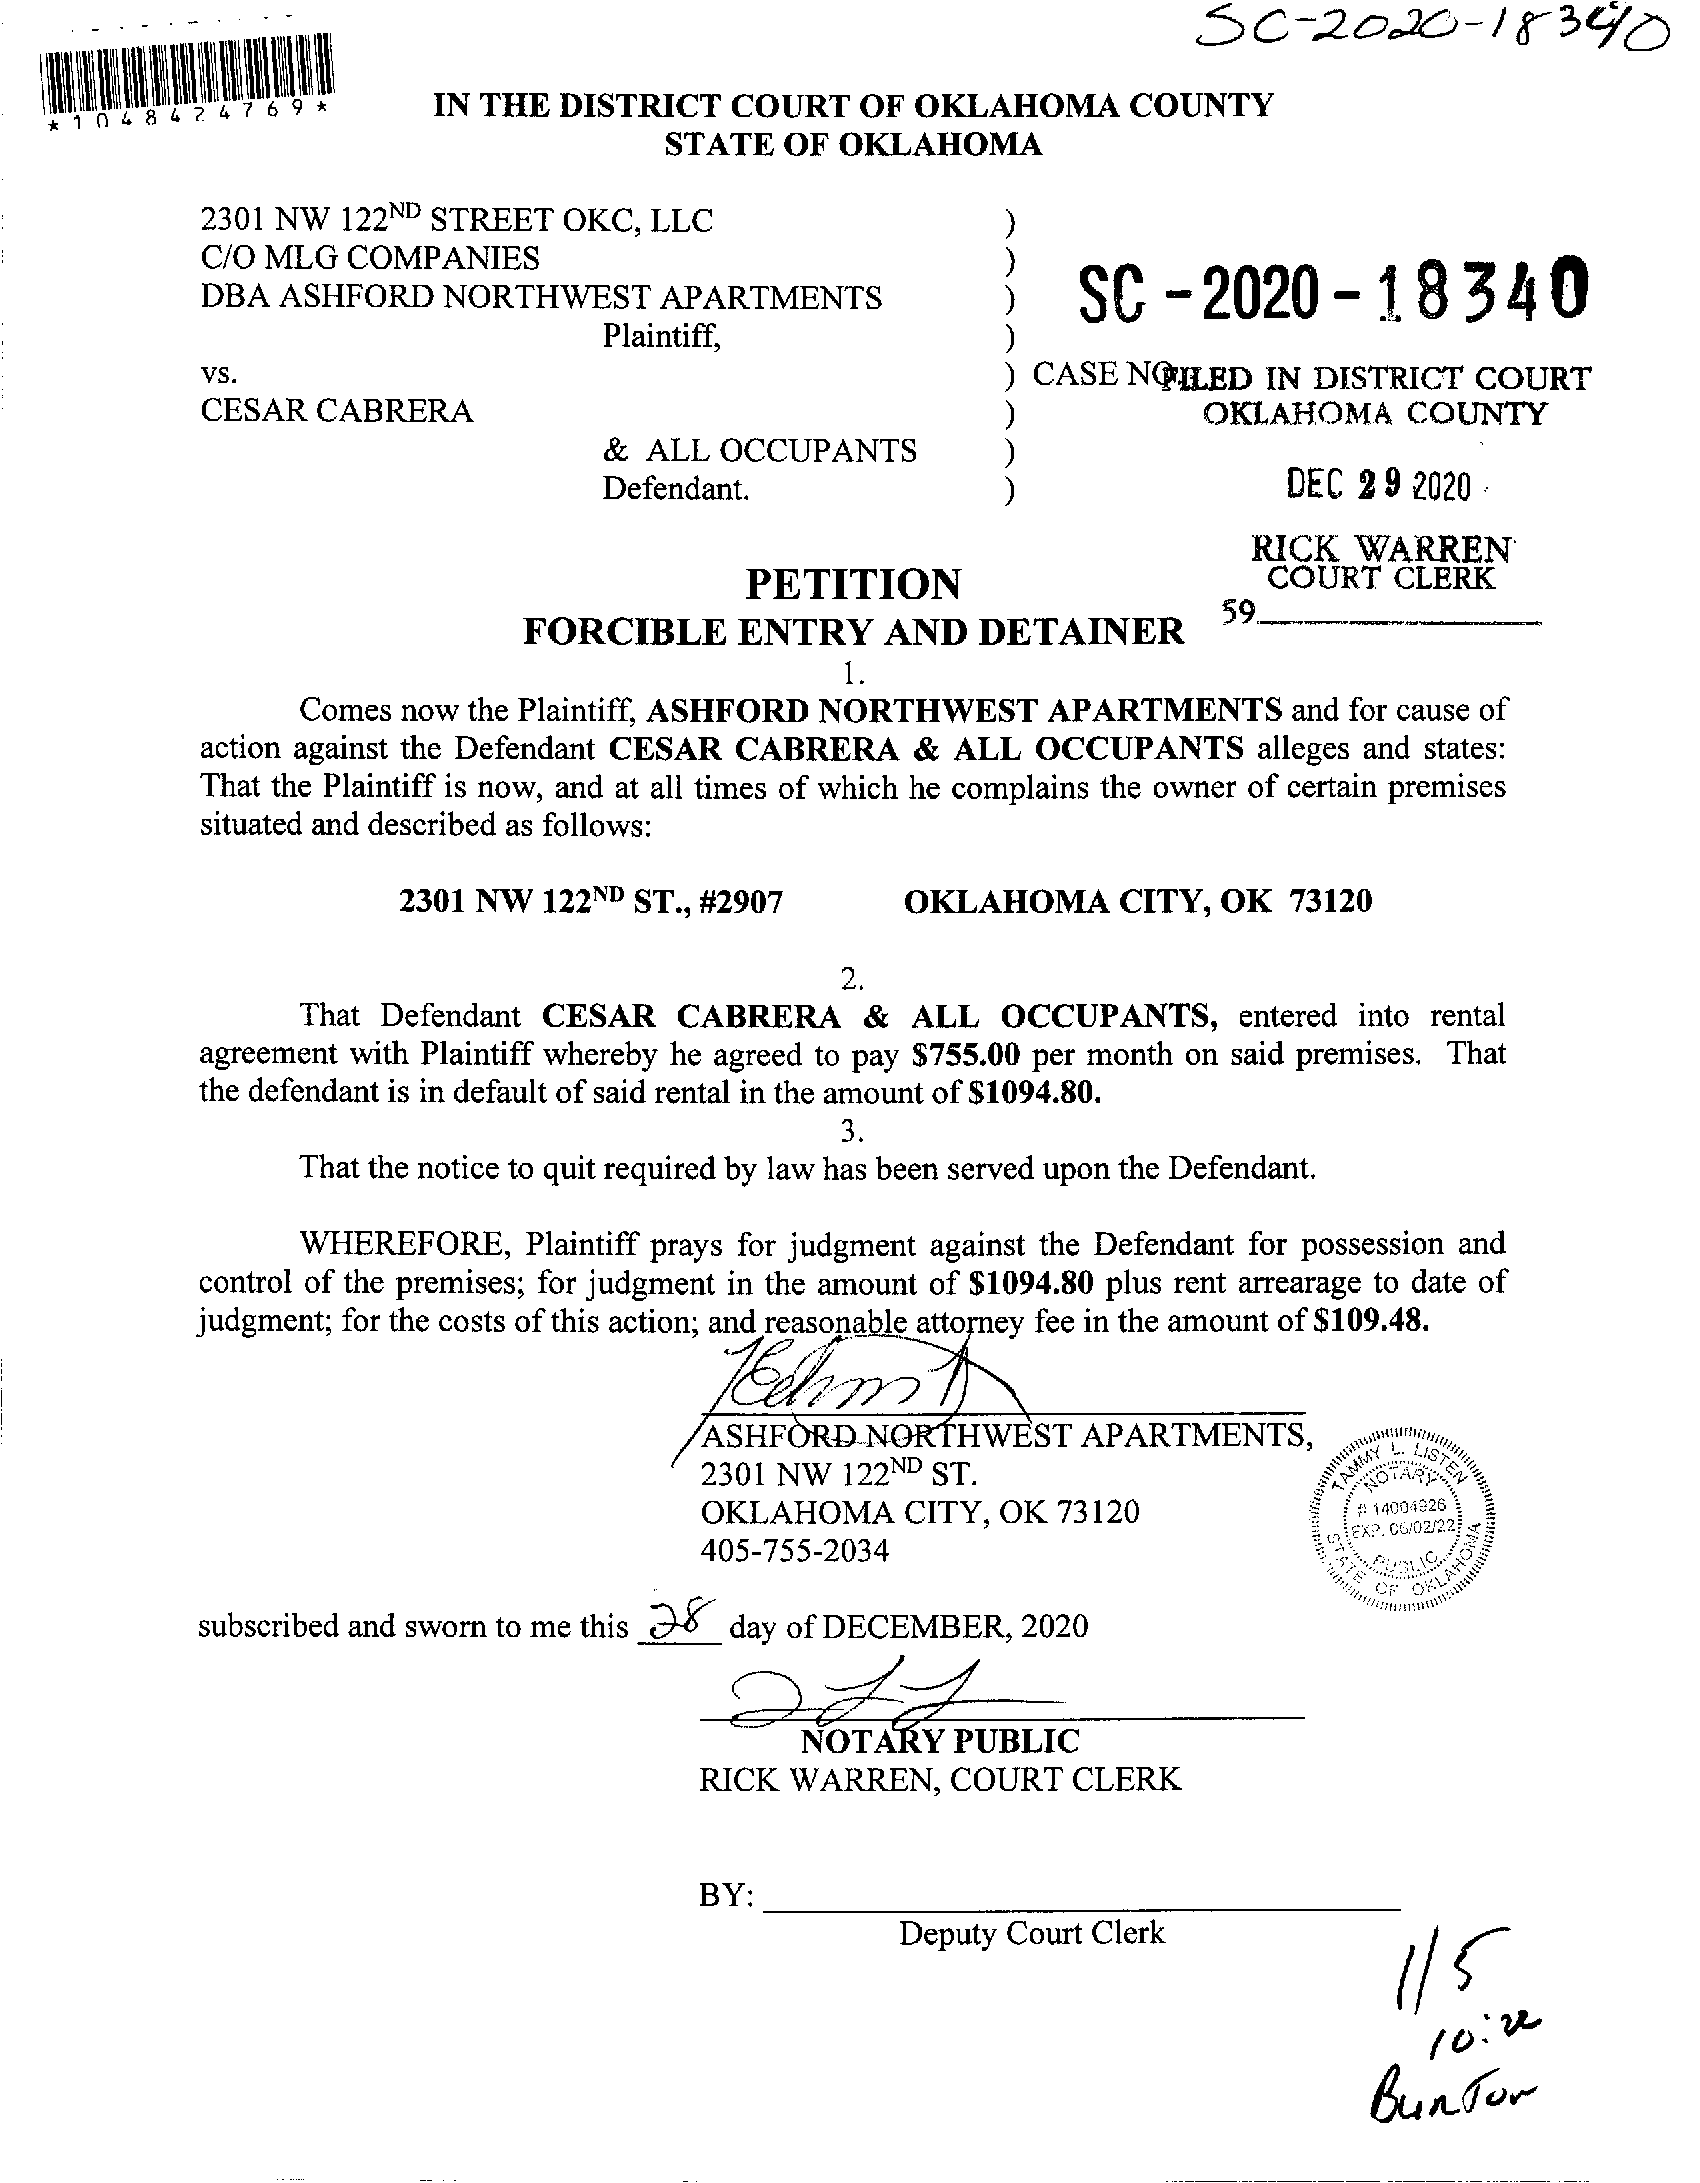 SC-2020-18340
*1048424769*
IN THE DISTRICT COURT OF OKLAHOMA COUNTY
STATE OF OKLAHOMA
2301 NW 122ND STREET OKC, LLC )
C/O MLG COMPANIES )
DBA ASHFORD NORTHWEST APARTMENTS ) SC-2020-18340
Plaintiff, )
vs. ) CASE NO. FILED IN DISTRICT COURT
CESAR CABRERA ) OKLAHOMA COUNTY
& ALL OCCUPANTS )
Defendant. ) DEC 29 2020
RICK WARREN
COURT CLERK
59
PETITION
FORCIBLE ENTRY AND DETAINER
1.
Comes now the Plaintiff, ASHFORD NORTHWEST APARTMENTS and for cause of
action against the Defendant CESAR CABRERA & ALL OCCUPANTS alleges and states:
That the Plaintiff is now, and at all times of which he complains the owner of certain premises
situated and described as follows:
2301 NW 122ND ST., #2907 OKLAHOMA CITY, OK 73120
2.
That Defendant CESAR CABRERA & ALL OCCUPANTS, entered into rental
agreement with Plaintiff whereby he agreed to pay $755.00 per month on said premises. That
the defendant is in default of said rental in the amount of $1094.80.
3.
That the notice to quit required by law has been served upon the Defendant.
WHEREFORE, Plaintiff prays for judgment against the Defendant for possession and
control of the premises; for judgment in the amount of $1094.80 plus rent arrearage to date of
judgment; for the costs of this action; and reasonable attorney fee in the amount of $109.48.
ASHFORD NORTHWEST APARTMENTS,
2301 NW 122ND ST.
OKLAHOMA CITY, OK 73120
405-755-2034
TAMMY L. LISTEN
NOTARY
# 14004926
EXP. 06/02/22
PUBLIC
STATE OF OKLAHOMA
subscribed and sworn to me this 28 day of DECEMBER, 2020
NOTARY PUBLIC
RICK WARREN, COURT CLERK
BY:
Deputy Court Clerk
1/5
10:22
Bunton